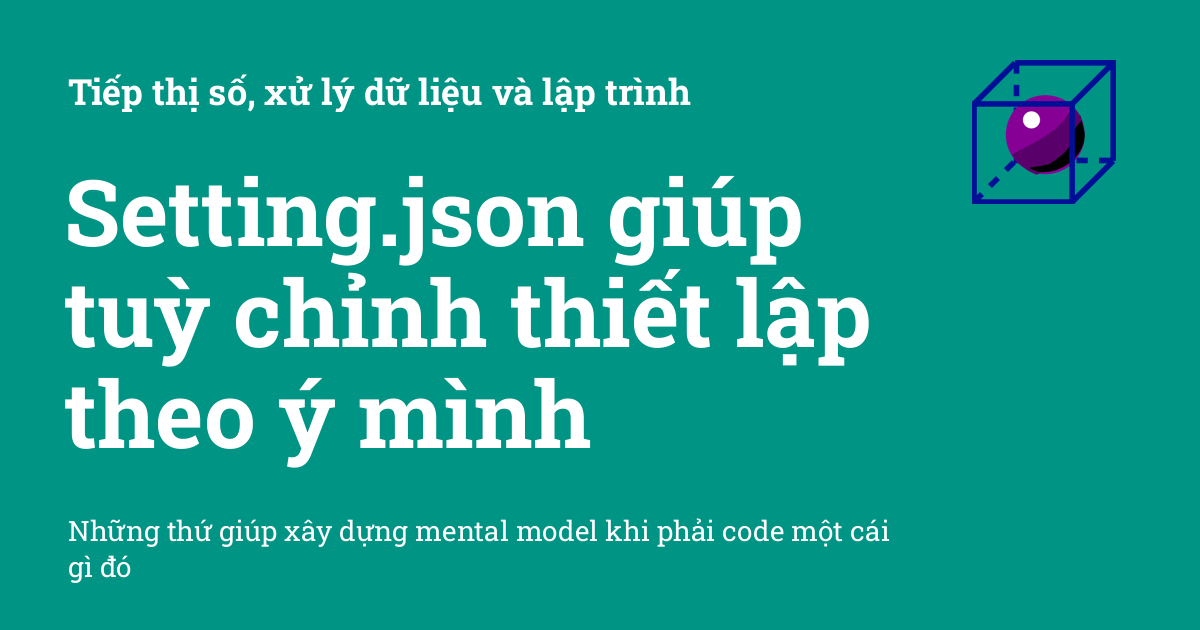 Tiếp thị số, xử lý dữ liệu và lập trình
Setting.json giúp
tuỳ chỉnh thiết lập
theo ý mình
Những thứ giúp xây dựng mental model khi phải code một cái
gì đó